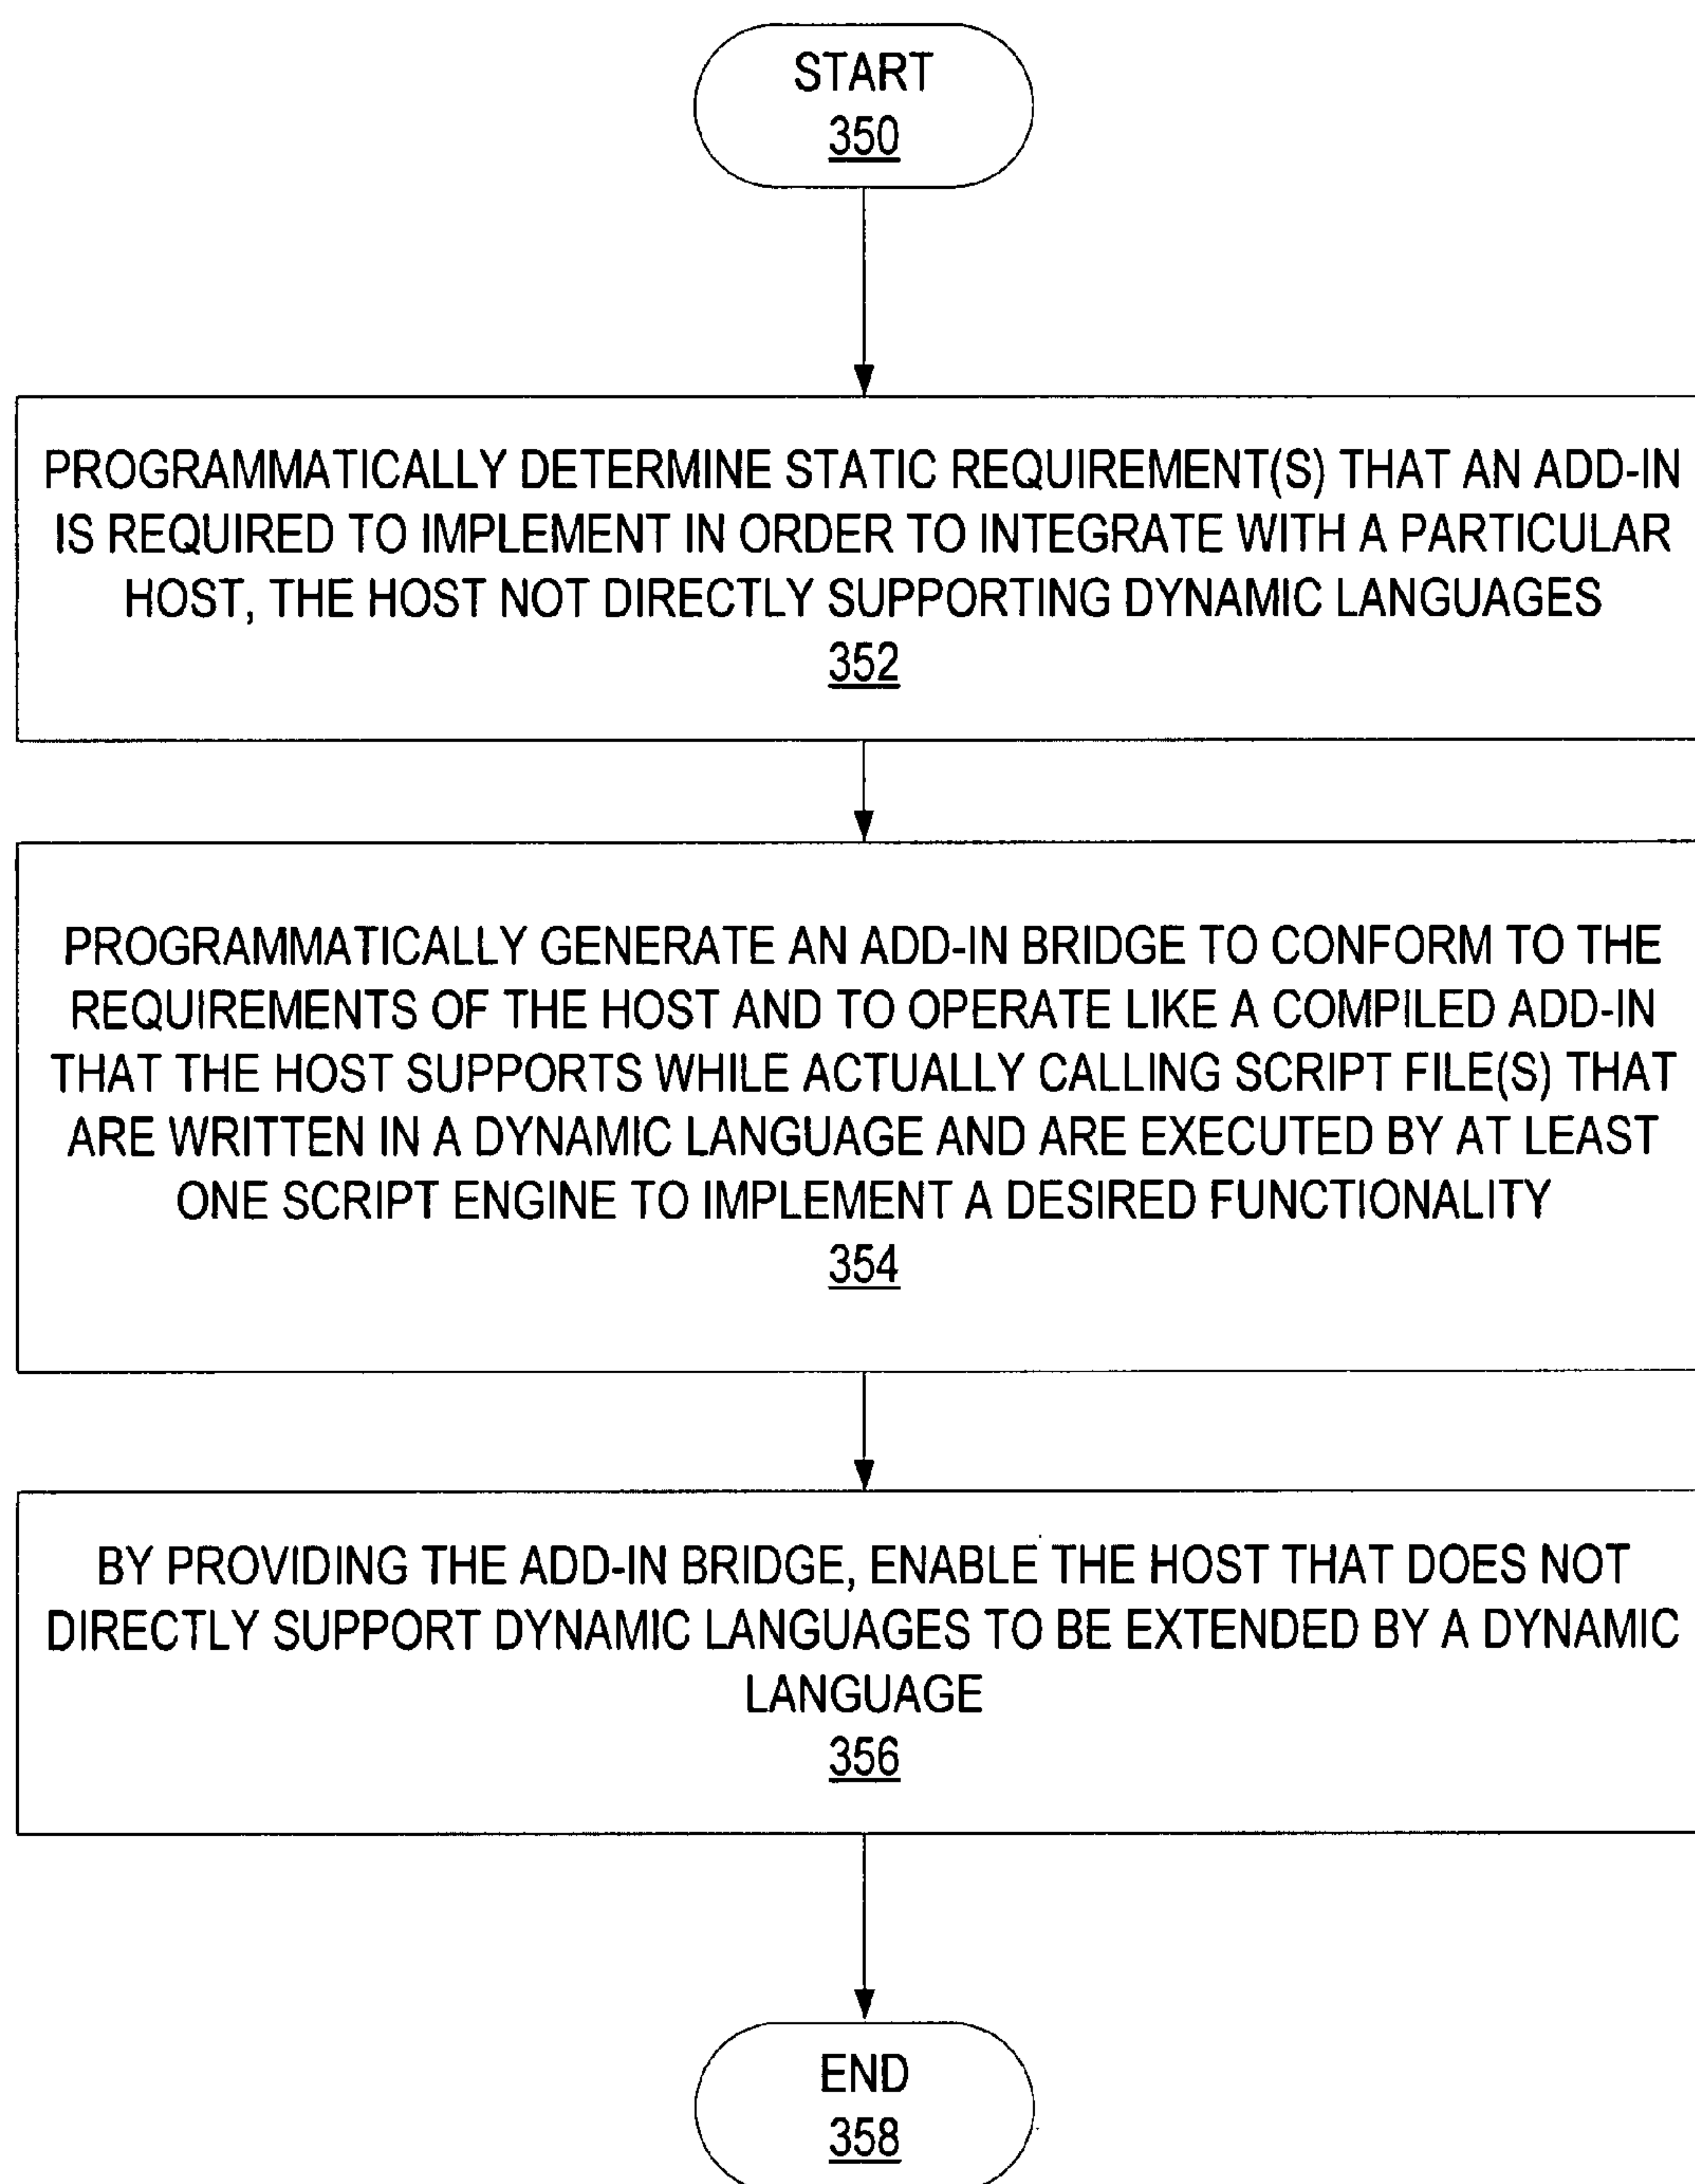 START
350
PROGRAMMATICALLY DETERMINE STATIC REQUIREMENT(S) THAT AN ADD-IN
IS REQUIRED TO IMPLEMENT IN ORDER TO INTEGRATE WITH A PARTICULAR
HOST, THE HOST NOT DIRECTLY SUPPORTING DYNAMIC LANGUAGES
352
PROGRAMMATICALLY GENERATE AN ADD-IN BRIDGE TO CONFORM TO THE
REQUIREMENTS OF THE HOST AND TO OPERATE LIKE A COMPILED ADD-IN
THAT THE HOST SUPPORTS WHILE ACTUALLY CALLING SCRIPT FILE(S) THAT
ARE WRITTEN IN A DYNAMIC LANGUAGE AND ARE EXECUTED BY AT LEAST
ONE SCRIPT ENGINE TO IMPLEMENT A DESIRED FUNCTIONALITY
354
BY PROVIDING THE ADD-IN BRIDGE, ENABLE THE HOST THAT DOES NOT
DIRECTLY SUPPORT DYNAMIC LANGUAGES TO BE EXTENDED BY A DYNAMIC
LANGUAGE
356
END
358